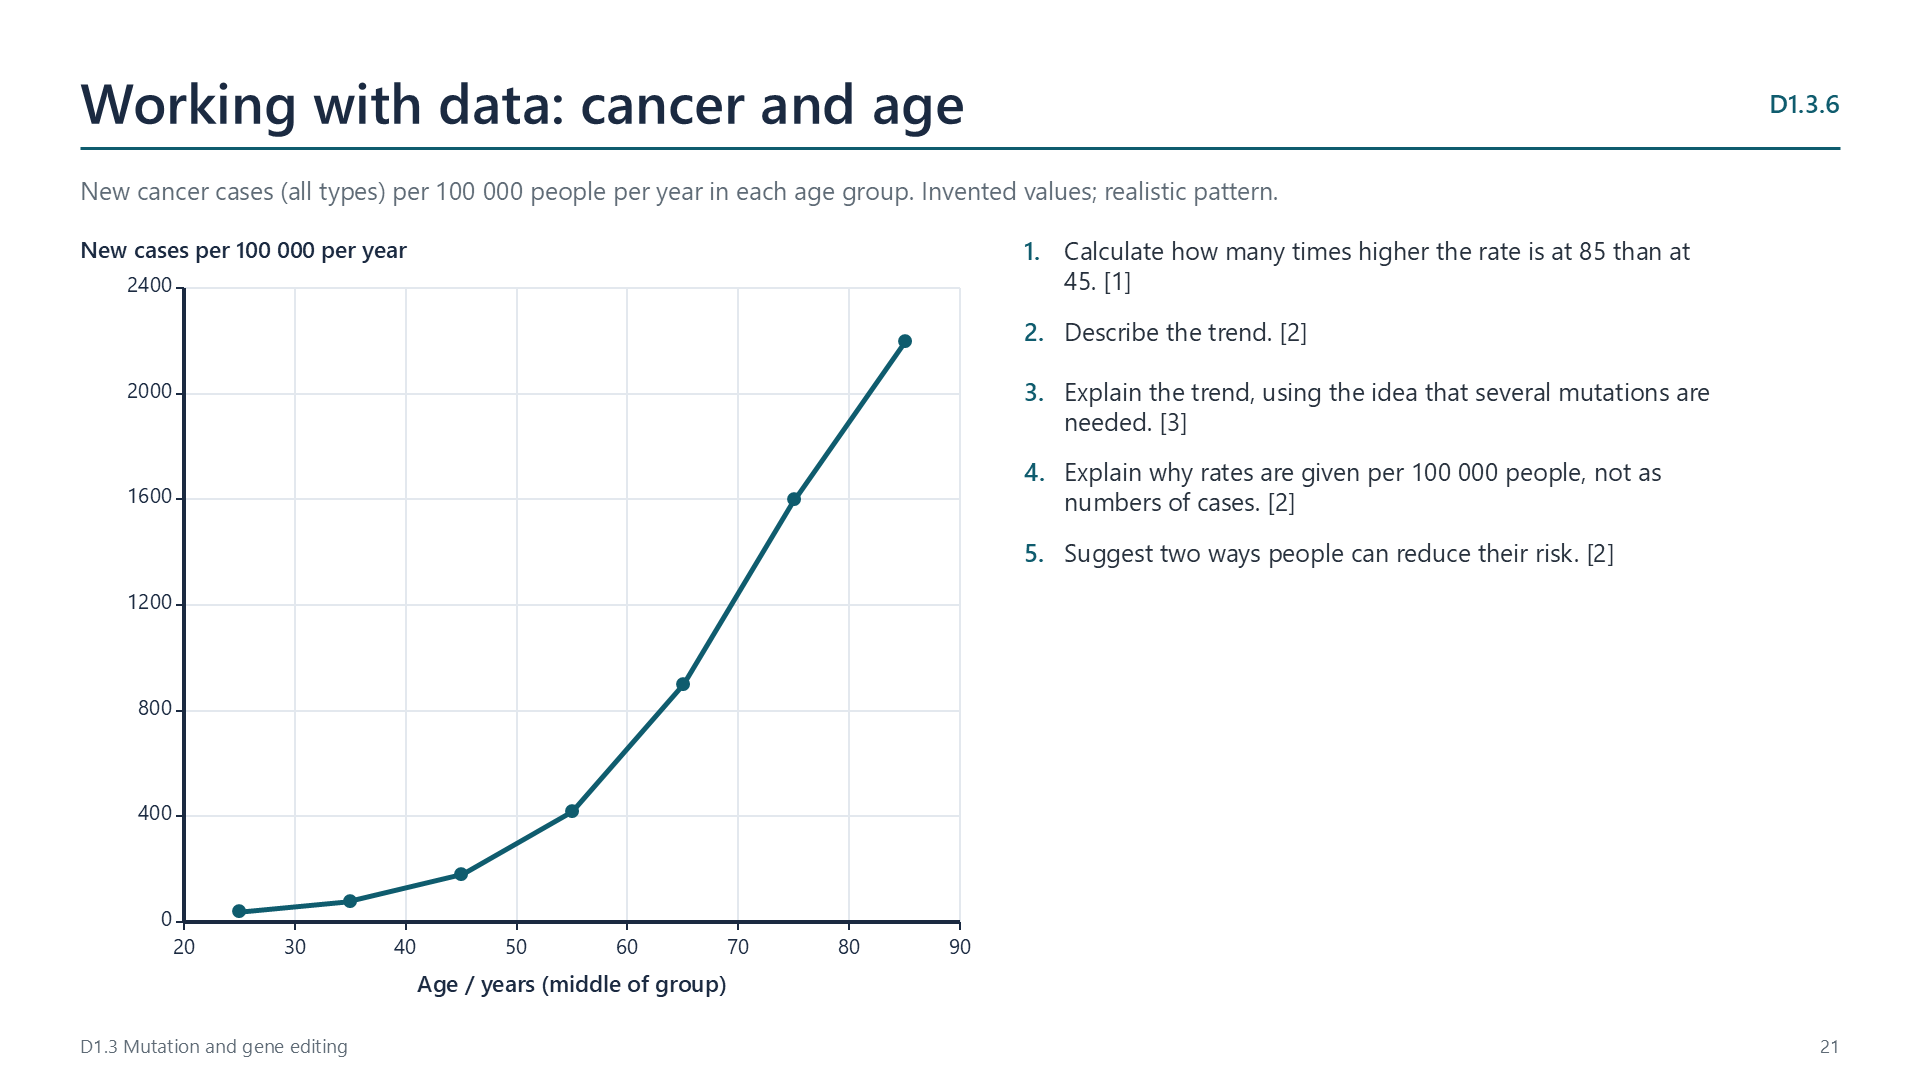 Working with data: cancer and age
D1.3.6
New cancer cases (all types) per 100 000 people per year in each age group. Invented values; realistic pattern.
New cases per 100 000 per year
2400
2000
1600
1200
800
400
0
20 30 40 50 60 70 80 90
Age / years (middle of group)
1. Calculate how many times higher the rate is at 85 than at
45. [1]
2. Describe the trend. [2]
3. Explain the trend, using the idea that several mutations are
needed. [3]
4. Explain why rates are given per 100 000 people, not as
numbers of cases. [2]
5. Suggest two ways people can reduce their risk. [2]
D1.3 Mutation and gene editing
21